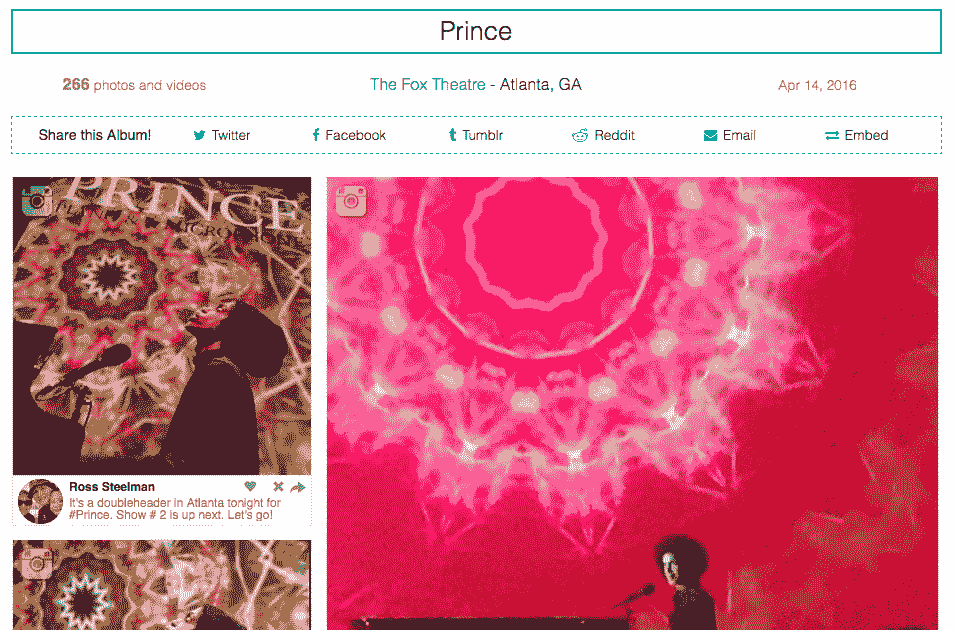 Prince
266 photos and videos
The Fox Theatre - Atlanta, GA
Apr 14, 2016
Share this Album!
Twitter
Facebook
Tumblr
Reddit
Email
Embed
PRINCE
PIANO & A MICROPHONE
Ross Steelman
It's a doubleheader in Atlanta tonight for
#Prince. Show # 2 is up next. Let's go!